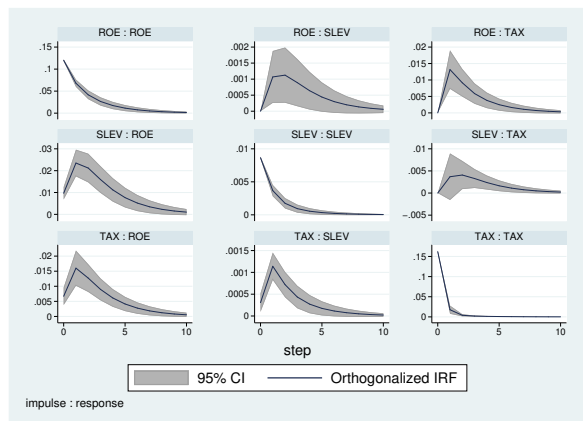 ROE : ROE
.15
.1
.05
0
ROE : SLEV
.002
.0015
.001
.0005
0
ROE : TAX
.02
.015
.01
.005
0
SLEV : ROE
.03
.02
.01
0
SLEV : SLEV
.01
.005
0
SLEV : TAX
.01
.005
0
-.005
TAX : ROE
.02
.015
.01
.005
0
0 5 10
TAX : SLEV
.0015
.001
.0005
0
0 5 10
TAX : TAX
.15
.1
.05
0
0 5 10
step
95% CI
Orthogonalized IRF
impulse : response